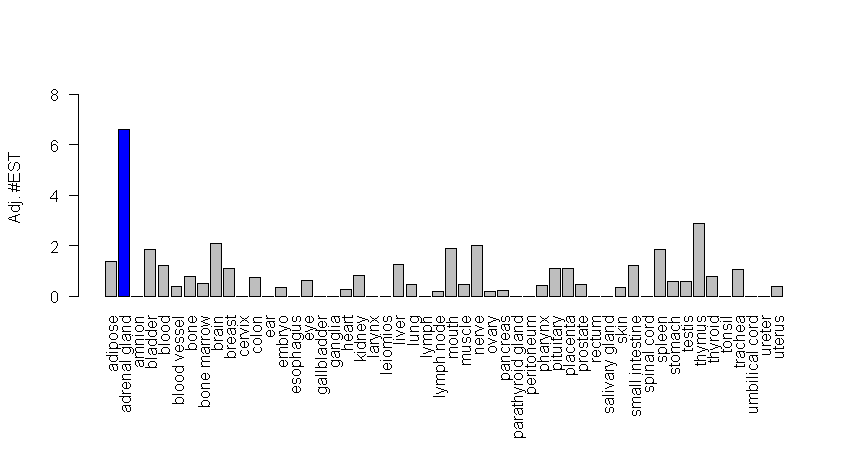 Adj. #EST
8
6
4
2
0
adipose
adrenal gland
amnion
bladder
blood
blood vessel
bone
bone marrow
brain
breast
cervix
colon
ear
embryo
esophagus
eye
gallbladder
ganglia
heart
kidney
larynx
leiomios
liver
lung
lymph
lymph node
mouth
muscle
nerve
ovary
pancreas
parathyroid gland
peritoneum
pharynx
pituitary
placenta
prostate
rectum
salivary gland
skin
small intestine
spinal cord
spleen
stomach
testis
thymus
thyroid
tonsil
trachea
umbilical cord
ureter
uterus